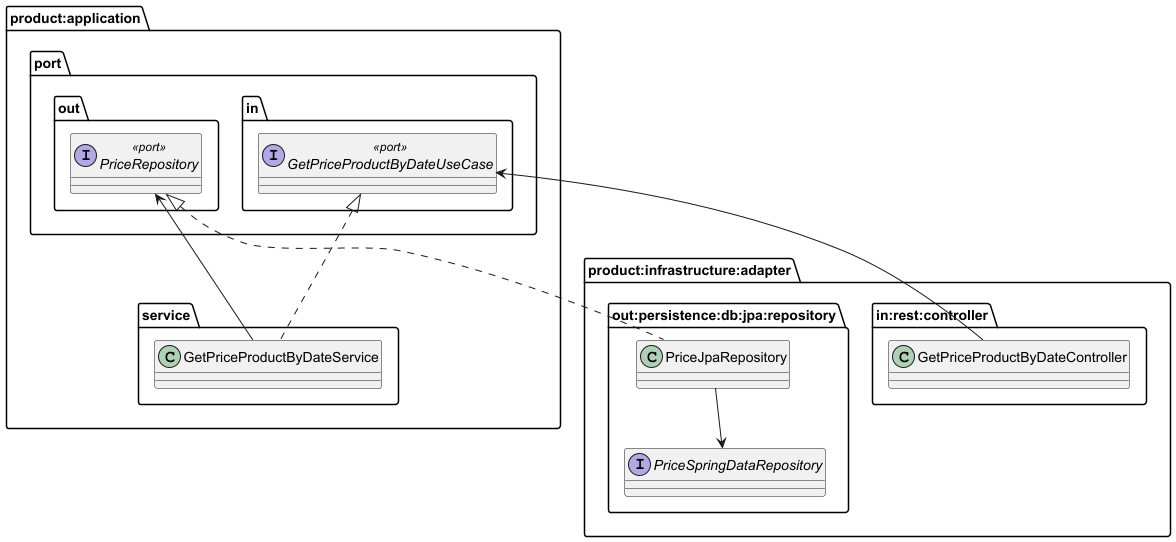 product:application
port
out
in
I
«port»
PriceRepository
I
«port»
GetPriceProductByDateUseCase
product:infrastructure:adapter
service
out:persistence:db:jpa:repository
in:rest:controller
C GetPriceProductByDateService
C PriceJpaRepository
C GetPriceProductByDateController
I PriceSpringDataRepository